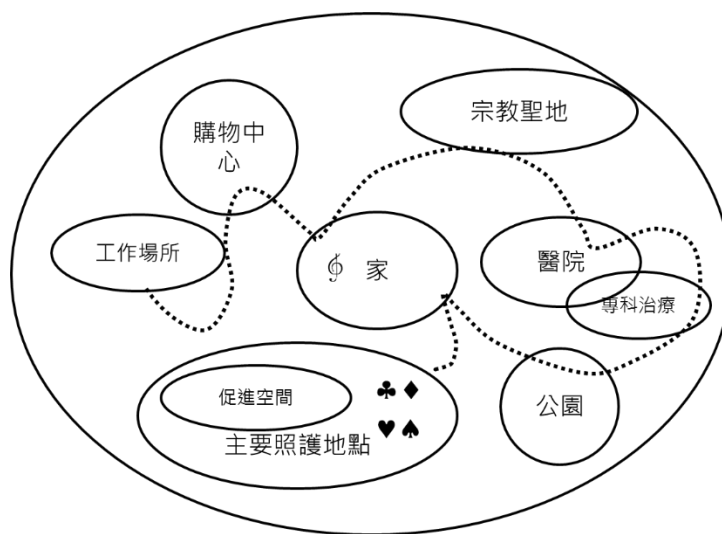 宗教聖地
購物中
心
工作場所
家
醫院
專科治療
促進空間
公園
主要照護地點